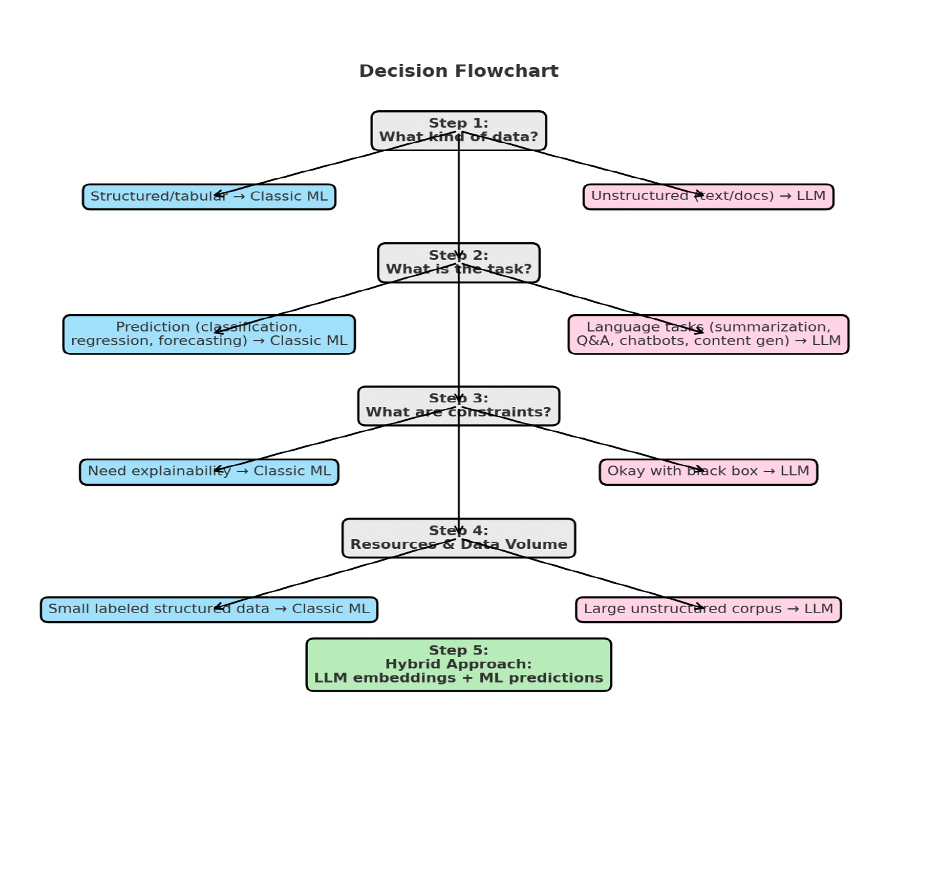 Decision Flowchart
Step 1:
What kind of data?
Structured/tabular → Classic ML
Unstructured (text/docs) → LLM
Step 2:
What is the task?
Prediction (classification,
regression, forecasting) → Classic ML
Language tasks (summarization,
Q&A, chatbots, content gen) → LLM
Step 3:
What are constraints?
Need explainability → Classic ML
Okay with black box → LLM
Step 4:
Resources & Data Volume
Small labeled structured data → Classic ML
Large unstructured corpus → LLM
Step 5:
Hybrid Approach:
LLM embeddings + ML predictions